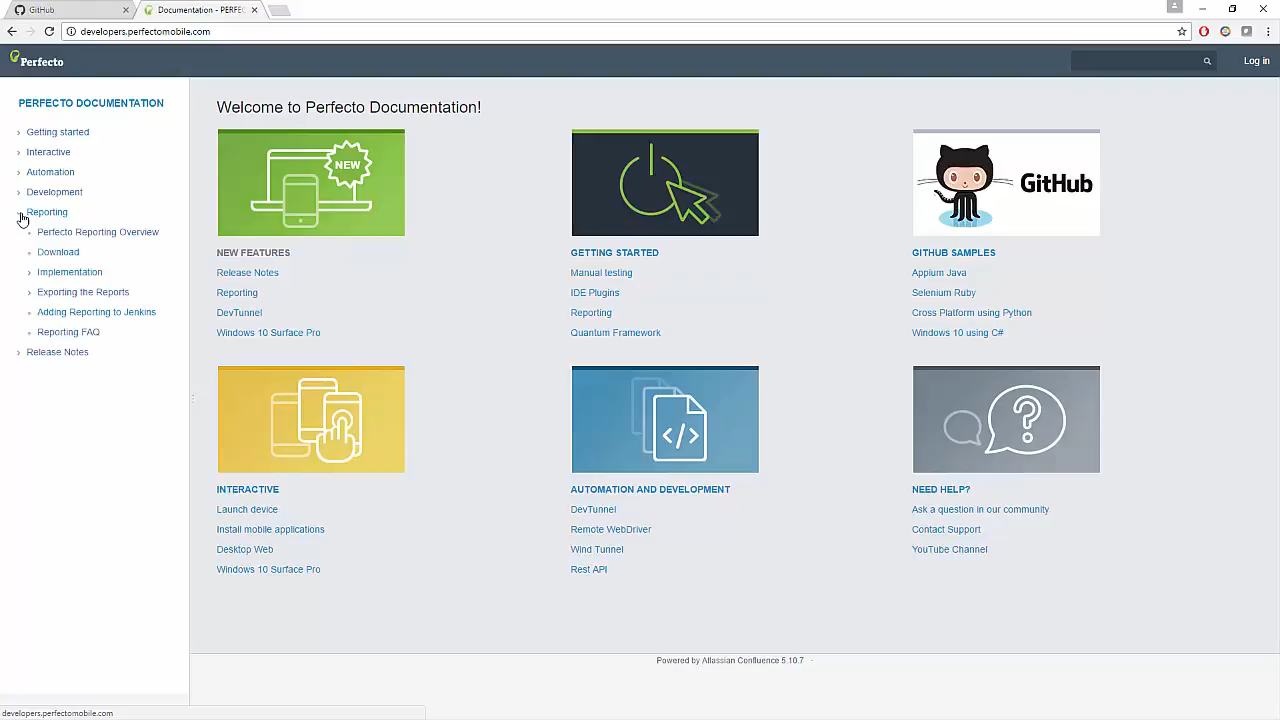 GitHub
Documentation - PERFEC
developers.perfectomobile.com
Perfecto
Log in
PERFECTO DOCUMENTATION
Getting started
Interactive
Automation
Development
Reporting
Perfecto Reporting Overview
Download
Implementation
Exporting the Reports
Adding Reporting to Jenkins
Reporting FAQ
Release Notes
Welcome to Perfecto Documentation!
NEW
NEW FEATURES
Release Notes
Reporting
DevTunnel
Windows 10 Surface Pro
GETTING STARTED
Manual testing
IDE Plugins
Reporting
Quantum Framework
GitHub
GITHUB SAMPLES
Appium Java
Selenium Ruby
Cross Platform using Python
Windows 10 using C#
INTERACTIVE
Launch device
Install mobile applications
Desktop Web
Windows 10 Surface Pro
</>
AUTOMATION AND DEVELOPMENT
DevTunnel
Remote WebDriver
Wind Tunnel
Rest API
?
NEED HELP?
Ask a question in our community
Contact Support
YouTube Channel
Powered by Atlassian Confluence 5.10.7 ·
developers.perfectomobile.com